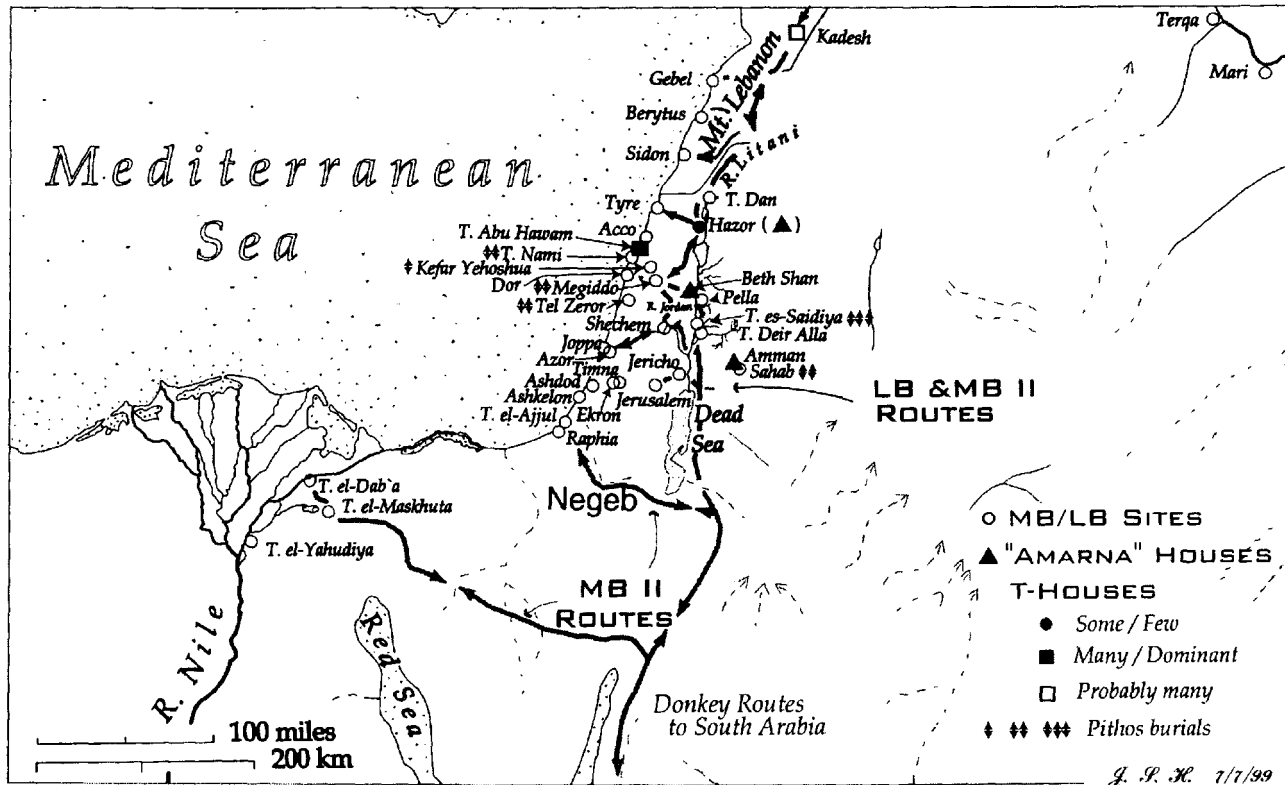 Terqa
Kadesh
Mari
Gebel
Mt. Lebanon
Berytus
Sidon
R. Litani
Mediterranean
Sea
T. Dan
Tyre
Hazor (▲)
Acco
T. Abu Hawam
⧧⧧ T. Nami
⧧ Kefar Yehoshua
Dor
⧧⧧ Megiddo
Beth Shan
Pella
⧧⧧ Tel Zeror
R. Jordan
T. es-Saidiya ⧧⧧⧧
Shechem
T. Deir Alla
Joppa
Azor
Amman
Timna
Jericho
Sahab ⧧⧧
Ashdod
Ashkelon
Jerusalem
LB & MB II
ROUTES
T. el-Ajjul
Ekron
Dead
Sea
Raphia
T. el-Dab`a
Negeb
T. el-Maskhuta
T. el-Yahudiya
MB/LB SITES
"AMARNA" HOUSES
T-HOUSES
Some / Few
Many / Dominant
Probably many
⧧ ⧧⧧ ⧧⧧⧧ Pithos burials
MB II
ROUTES
R. Nile
Red Sea
Donkey Routes
to South Arabia
100 miles
200 km
J. S. H. 7/7/99